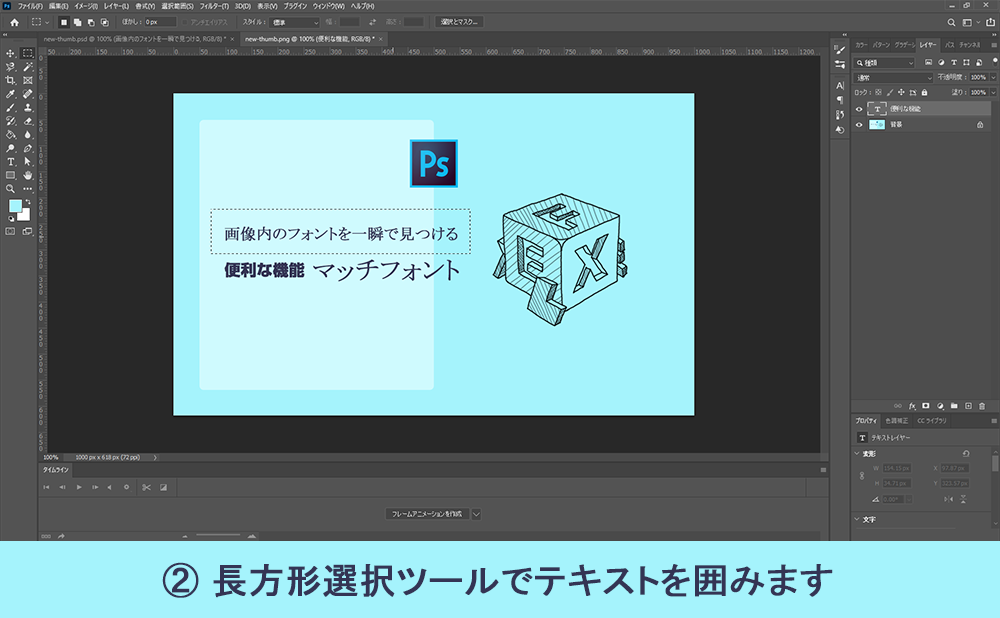 ファイル(F) 編集(E) イメージ(I) レイヤー(L) 書式(Y) 選択範囲(S) フィルター(T) 3D(D) 表示(V) プラグイン ウィンドウ(W) ヘルプ(H)
ぼかし: 0 px アンチエイリアス スタイル: 標準 幅: 高さ: 選択とマスク...
new-thumb.psd @ 100% (画像内のフォントを一瞬で見つける, RGB/8) * ×
new-thumb.png @ 100% (便利な機能, RGB/8) * ×
カラー パターン グラデーシ レイヤー パス チャンネル
種類
通常 不透明度: 100%
ロック: 塗り: 100%
T 便利な機能
背景
Ps
画像内のフォントを一瞬で見つける
便利な機能 マッチフォント
F
E X
100% 1000 px x 618 px (72 ppi)
タイムライン
フレームアニメーションを作成
プロパティ 色調補正 CC ライブラリ
T テキストレイヤー
変形
W X
H Y
0.00°
文字
② 長方形選択ツールでテキストを囲みます